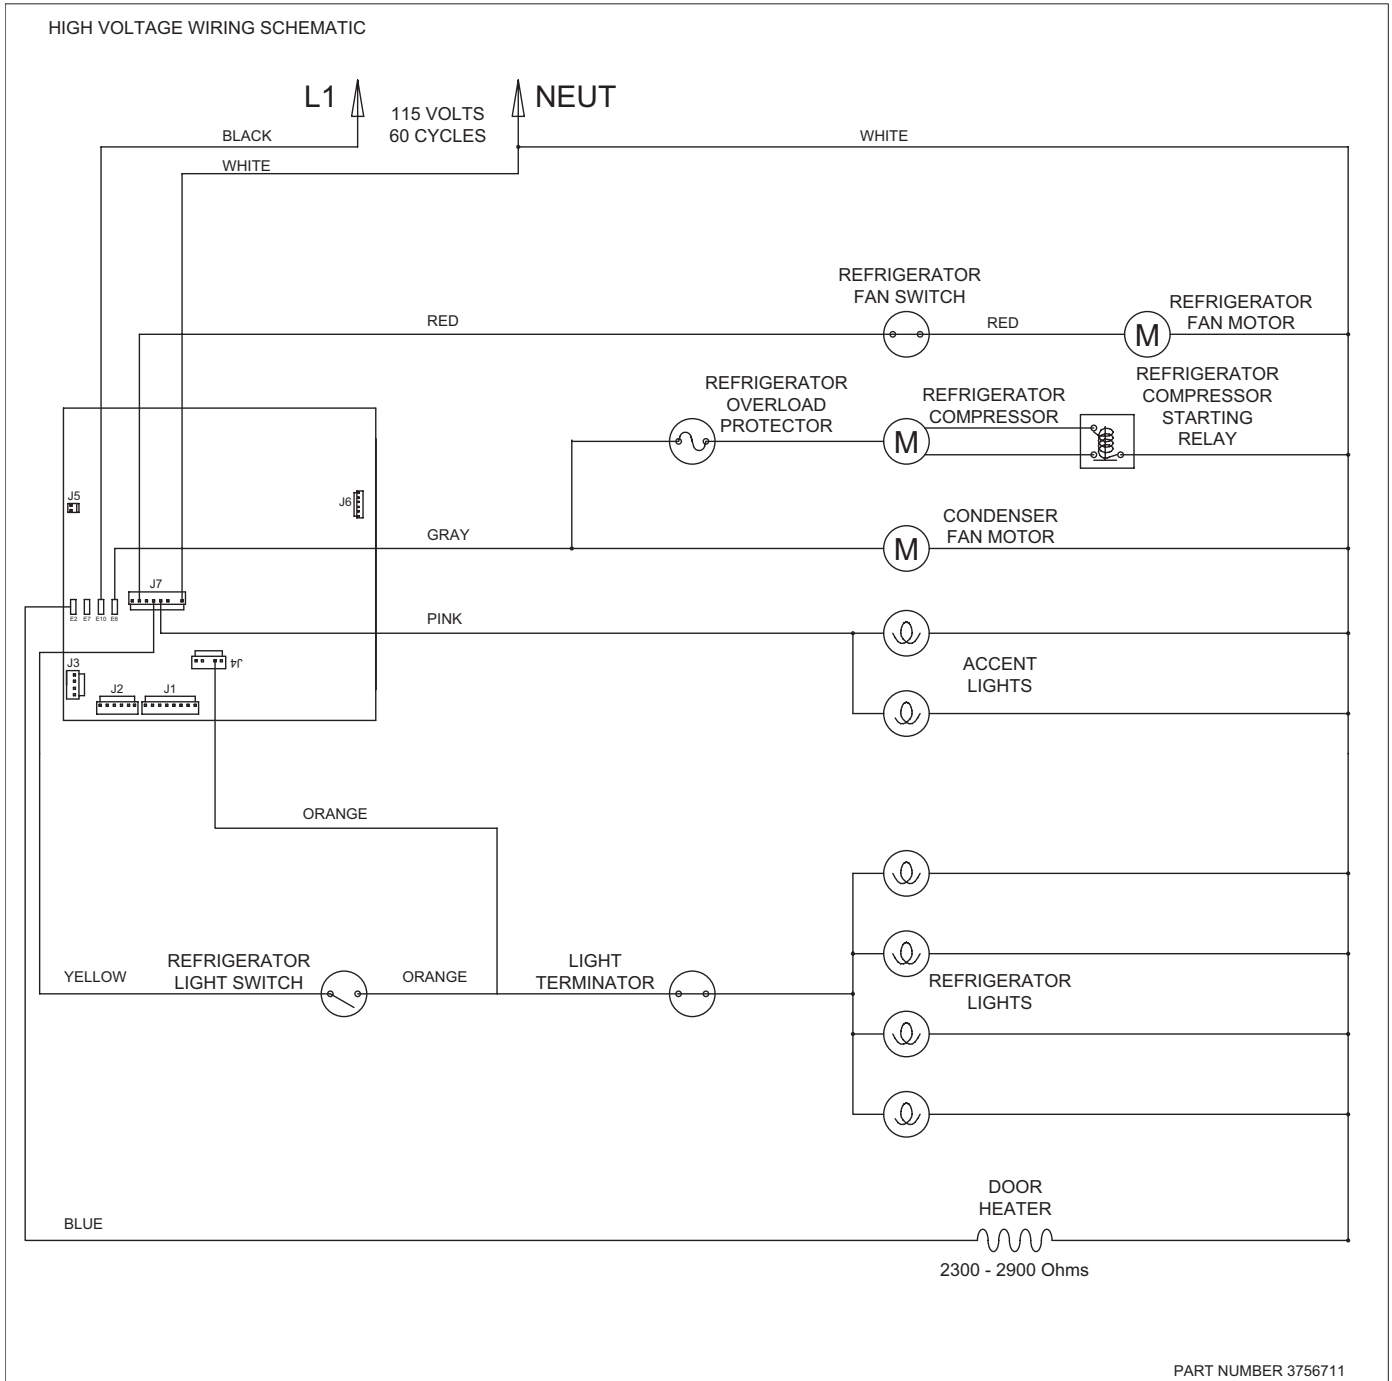 HIGH VOLTAGE WIRING SCHEMATIC
L1
115 VOLTS
60 CYCLES
NEUT
BLACK
WHITE
WHITE
REFRIGERATOR
FAN SWITCH
RED
RED
REFRIGERATOR
FAN MOTOR
M
REFRIGERATOR
OVERLOAD
PROTECTOR
REFRIGERATOR
COMPRESSOR
M
REFRIGERATOR
COMPRESSOR
STARTING
RELAY
J5
J6
GRAY
CONDENSER
FAN MOTOR
M
J7
E2
E7
E10
E6
PINK
ACCENT
LIGHTS
J4
J3
J2
J1
ORANGE
YELLOW
REFRIGERATOR
LIGHT SWITCH
ORANGE
LIGHT
TERMINATOR
REFRIGERATOR
LIGHTS
BLUE
DOOR
HEATER
2300 - 2900 Ohms
PART NUMBER 3756711